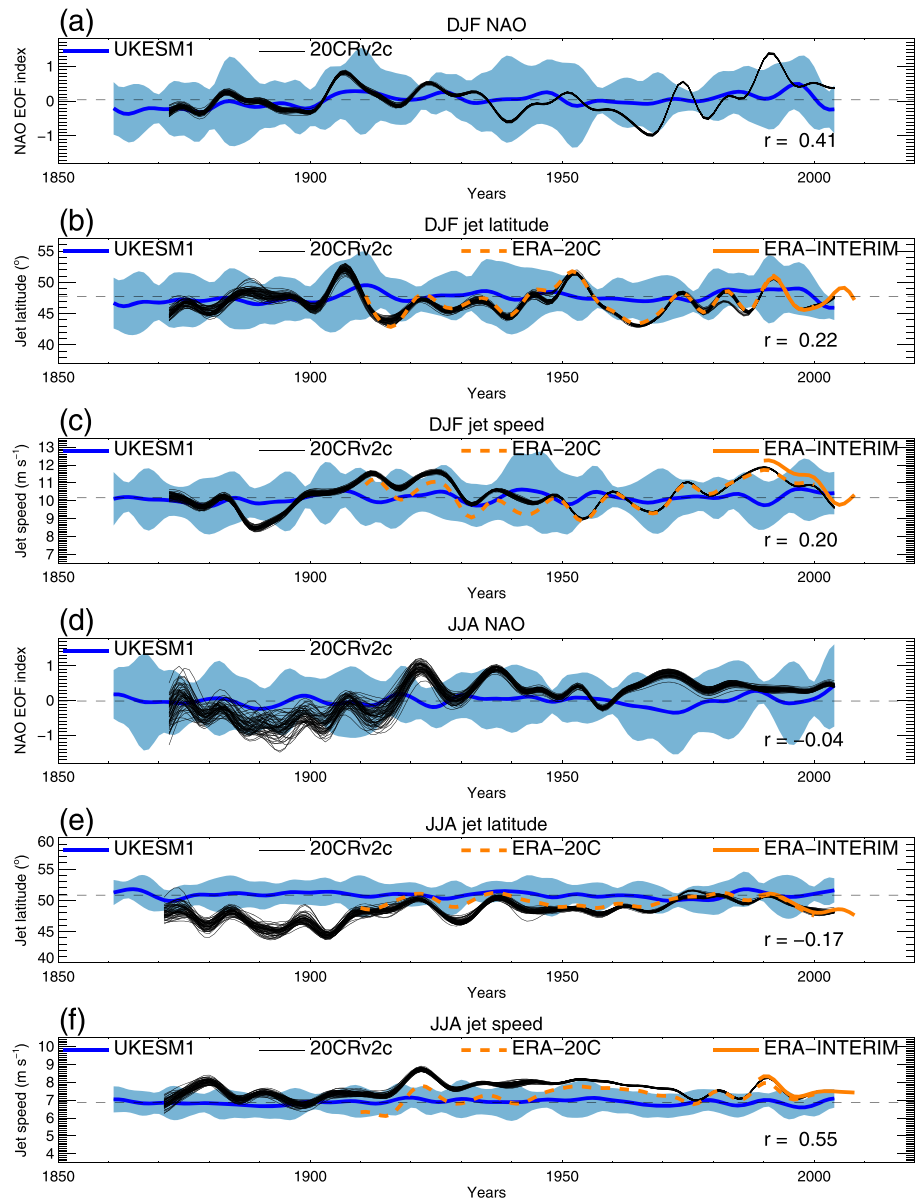 (a) DJF NAO
UKESM1 20CRv2c
NAO EOF index
1
0
−1
r = 0.41
1850 1900 1950 2000
Years
(b) DJF jet latitude
UKESM1 20CRv2c ERA−20C ERA−INTERIM
Jet latitude (°)
55
50
45
40
r = 0.22
1850 1900 1950 2000
Years
(c) DJF jet speed
UKESM1 20CRv2c ERA−20C ERA−INTERIM
Jet speed (m s⁻¹)
13
12
11
10
9
8
7
r = 0.20
1850 1900 1950 2000
Years
(d) JJA NAO
UKESM1 20CRv2c
NAO EOF index
1
0
−1
r = −0.04
1850 1900 1950 2000
Years
(e) JJA jet latitude
UKESM1 20CRv2c ERA−20C ERA−INTERIM
Jet latitude (°)
60
55
50
45
40
r = −0.17
1850 1900 1950 2000
Years
(f) JJA jet speed
UKESM1 20CRv2c ERA−20C ERA−INTERIM
Jet speed (m s⁻¹)
10
9
8
7
6
5
4
r = 0.55
1850 1900 1950 2000
Years